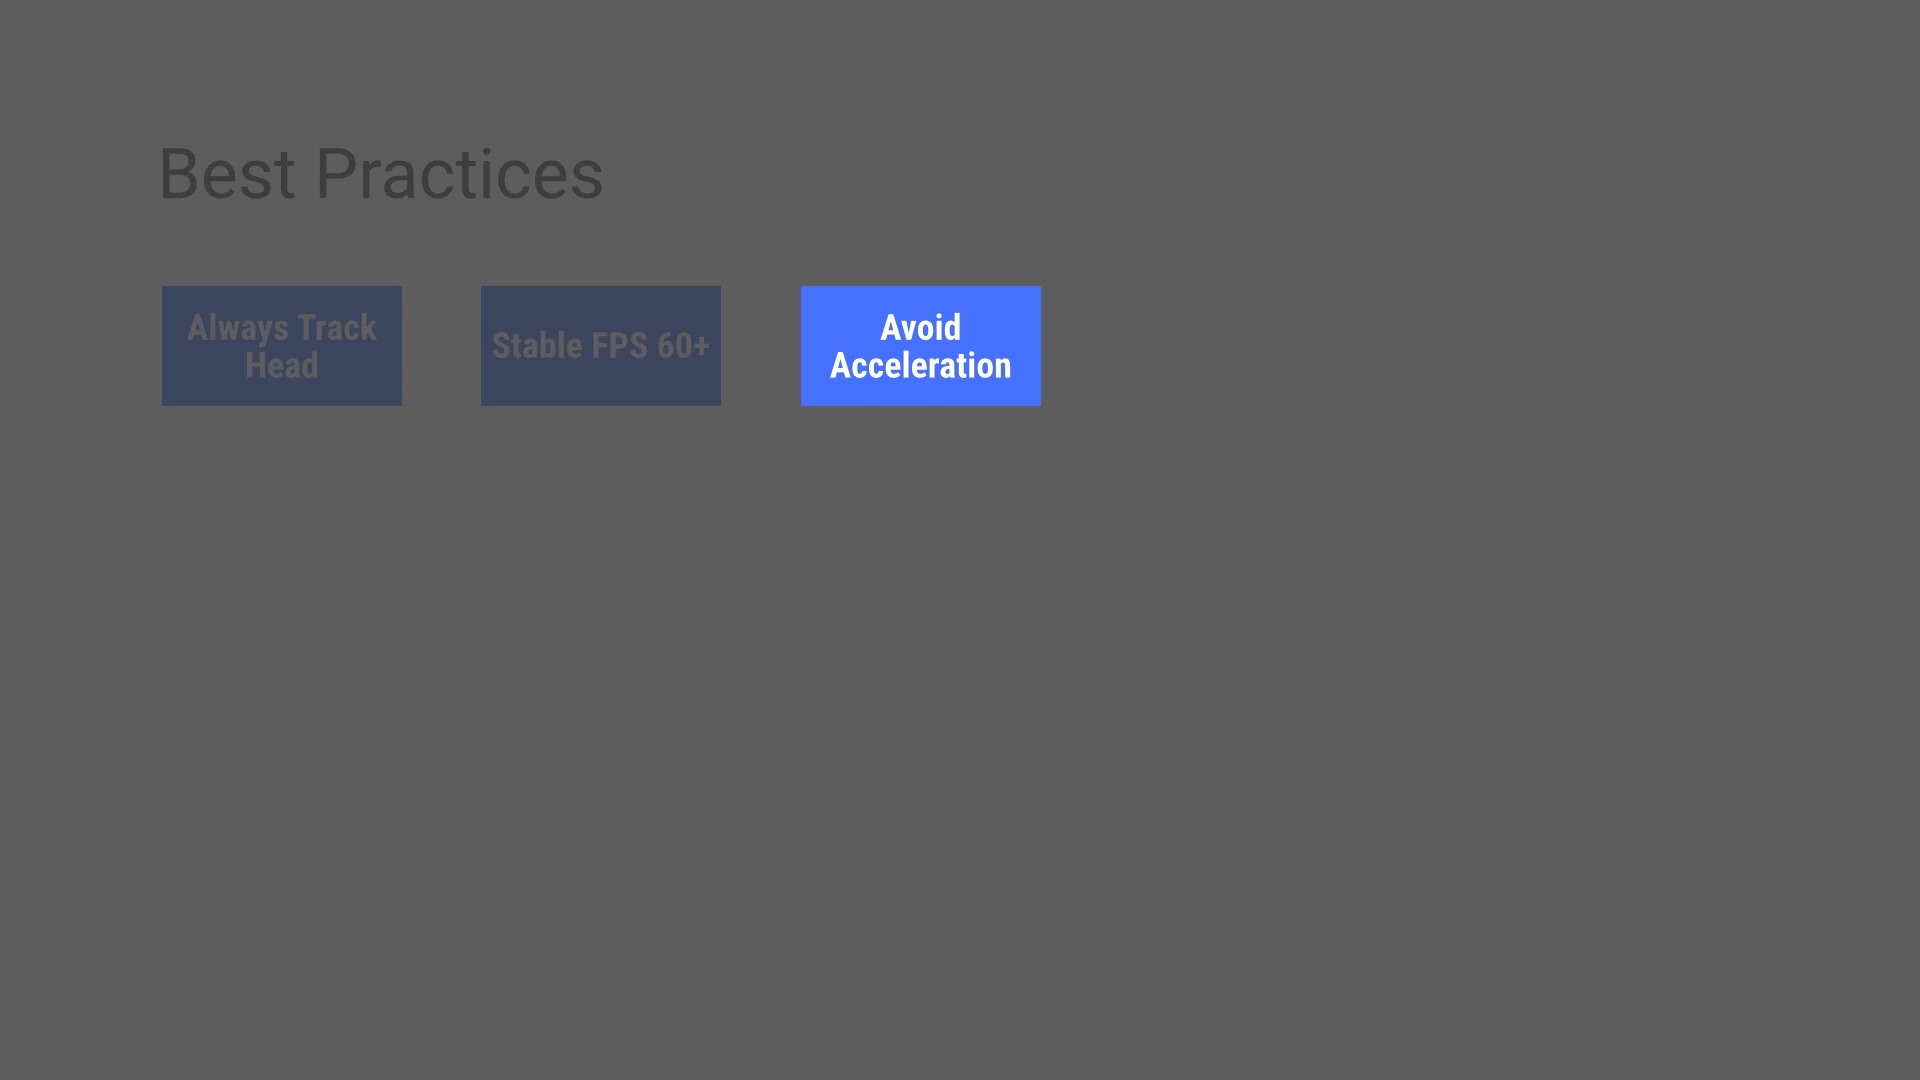 Best Practices
Always Track
Head
Stable FPS 60+
Avoid
Acceleration